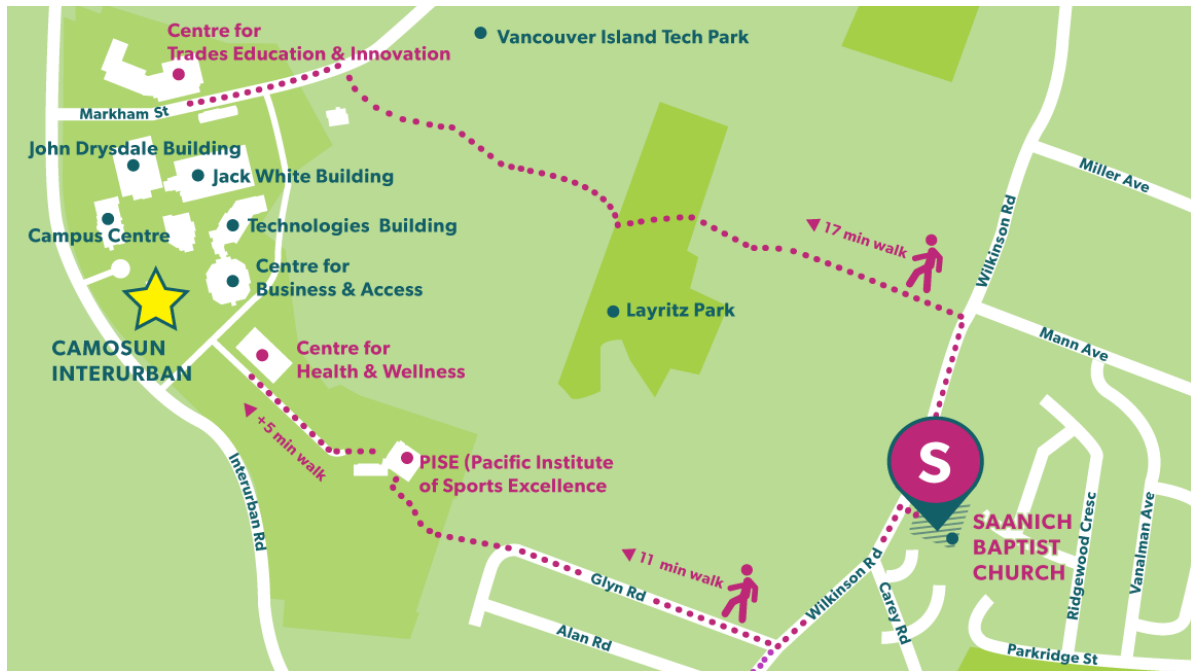 Centre for
Trades Education & Innovation
Vancouver Island Tech Park
Markham St
John Drysdale Building
Jack White Building
Miller Ave
Campus Centre
Technologies Building
Wilkinson Rd
17 min walk
Centre for
Business & Access
Layritz Park
CAMOSUN
INTERURBAN
Centre for
Health & Wellness
Mann Ave
+5 min walk
S
Interurban Rd
PISE (Pacific Institute
of Sports Excellence
SAANICH
BAPTIST
CHURCH
Ridgewood Cresc
Vanalman Ave
11 min walk
Glyn Rd
Wilkinson Rd
Carey Rd
Alan Rd
Parkridge St